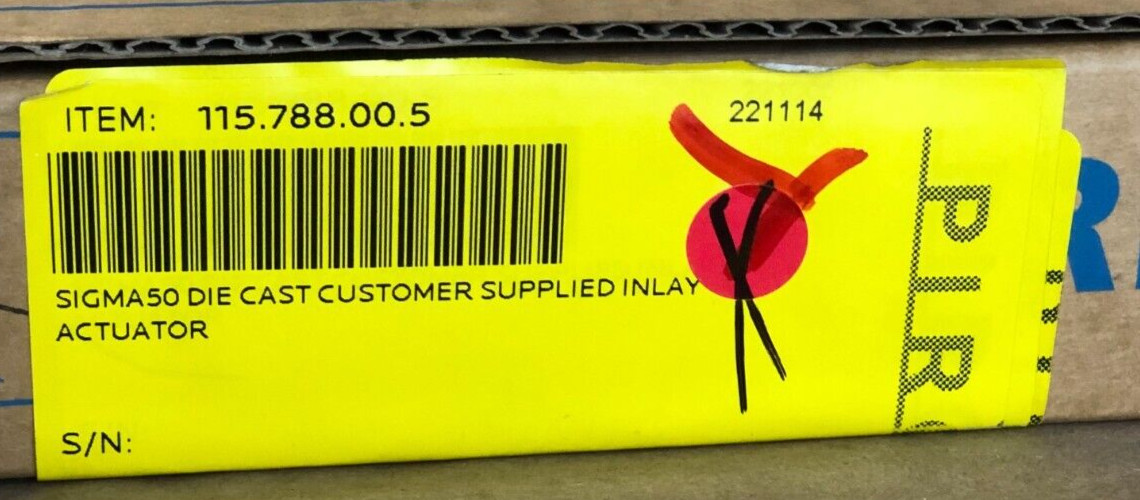 ITEM: 115.788.00.5
221114
SIGMA50 DIE CAST CUSTOMER SUPPLIED INLAY
ACTUATOR
S/N: